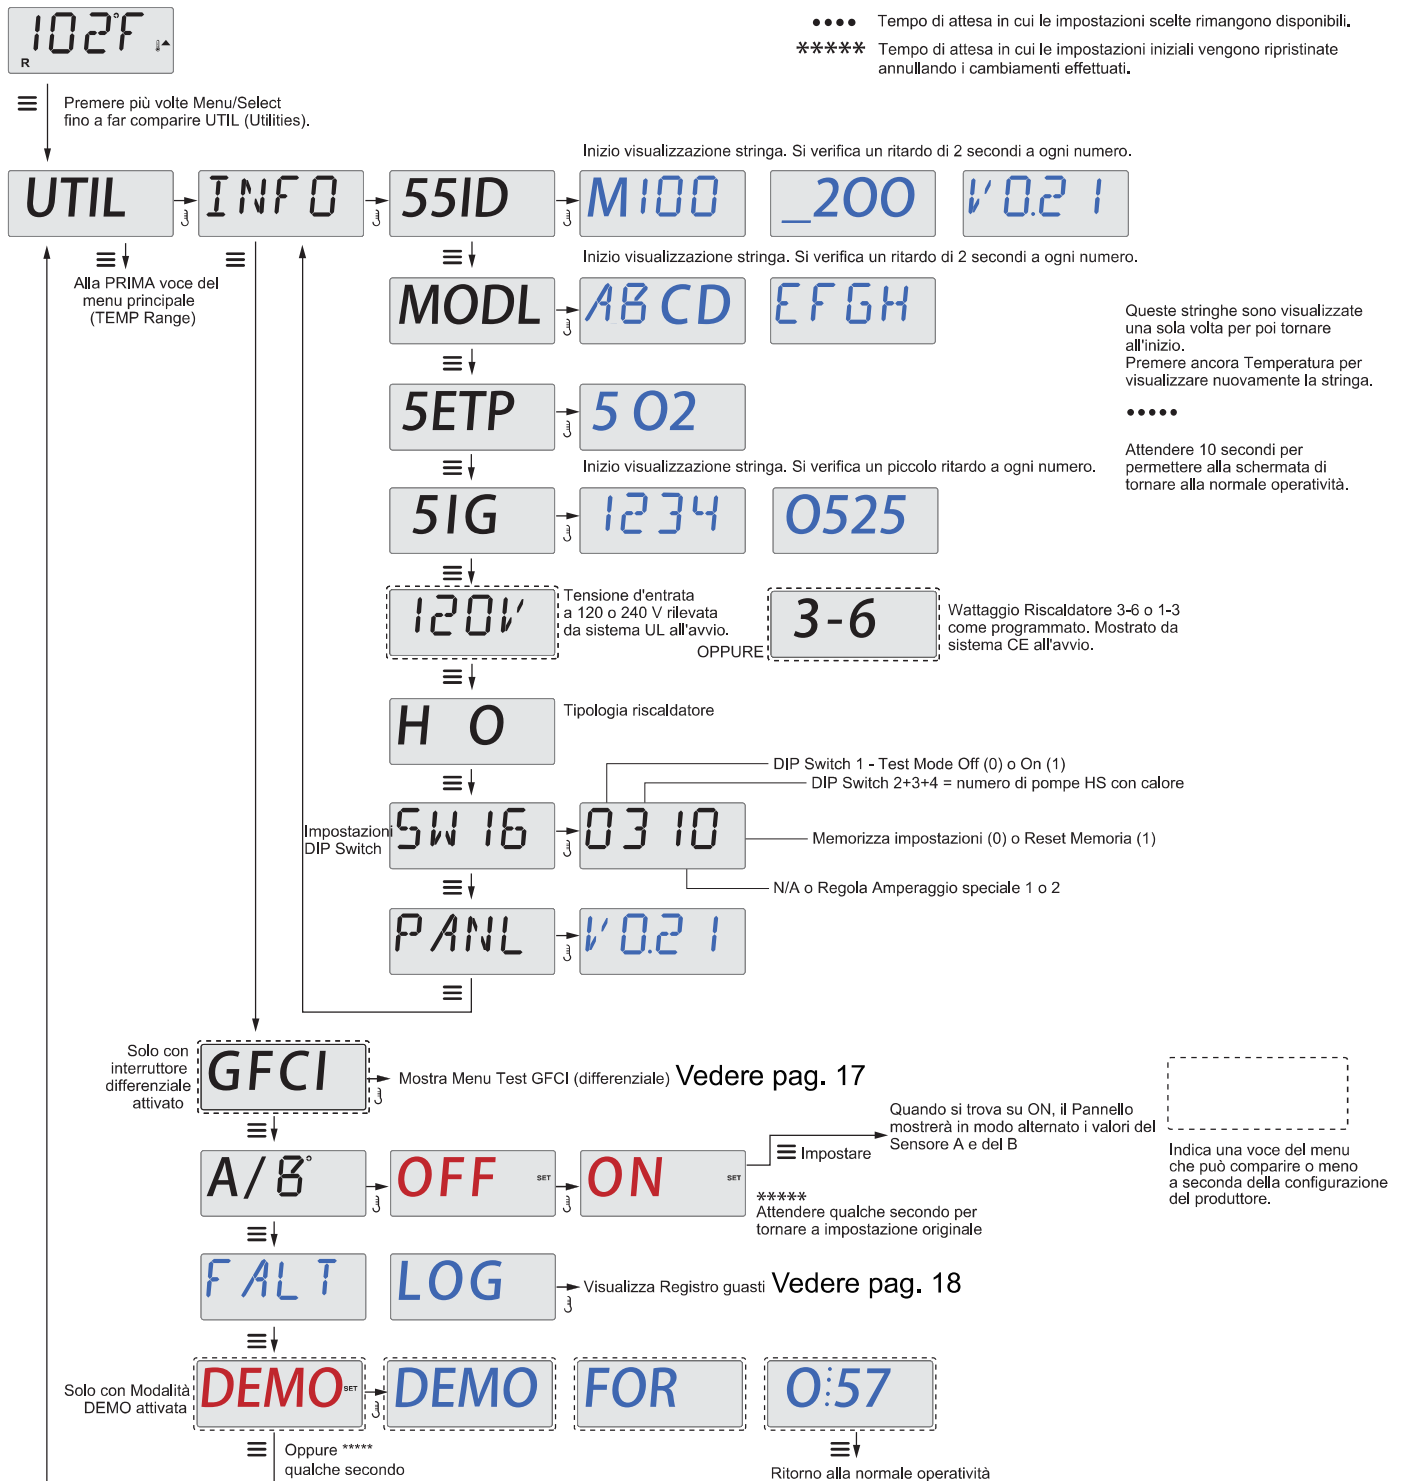 102°F
R
•••• Tempo di attesa in cui le impostazioni scelte rimangono disponibili.
***** Tempo di attesa in cui le impostazioni iniziali vengono ripristinate
annullando i cambiamenti effettuati.
Premere più volte Menu/Select
fino a far comparire UTIL (Utilities).
Inizio visualizzazione stringa. Si verifica un ritardo di 2 secondi a ogni numero.
UTIL
INFO
55ID
M100
_200
V0.21
Alla PRIMA voce del
menu principale
(TEMP Range)
Inizio visualizzazione stringa. Si verifica un ritardo di 2 secondi a ogni numero.
MODL
ABCD
EFGH
Queste stringhe sono visualizzate
una sola volta per poi tornare
all'inizio.
Premere ancora Temperatura per
visualizzare nuovamente la stringa.
•••••
Attendere 10 secondi per
permettere alla schermata di
tornare alla normale operatività.
5ETP
5 02
Inizio visualizzazione stringa. Si verifica un piccolo ritardo a ogni numero.
5IG
1234
0525
120V
Tensione d'entrata
a 120 o 240 V rilevata
da sistema UL all'avvio.
OPPURE
3-6
Wattaggio Riscaldatore 3-6 o 1-3
come programmato. Mostrato da
sistema CE all'avvio.
H O
Tipologia riscaldatore
DIP Switch 1 - Test Mode Off (0) o On (1)
DIP Switch 2+3+4 = numero di pompe HS con calore
Impostazioni
DIP Switch
SW16
0310
Memorizza impostazioni (0) o Reset Memoria (1)
N/A o Regola Amperaggio speciale 1 o 2
PANL
V0.21
Solo con
interruttore
differenziale
attivato
GFCI
Mostra Menu Test GFCI (differenziale) Vedere pag. 17
A/B°
OFF SET
ON SET
Impostare
Quando si trova su ON, il Pannello
mostrerà in modo alternato i valori del
Sensore A e del B
*****
Attendere qualche secondo per
tornare a impostazione originale
Indica una voce del menu
che può comparire o meno
a seconda della configurazione
del produttore.
FALT
LOG
Visualizza Registro guasti Vedere pag. 18
Solo con Modalità
DEMO attivata
DEMO SET
DEMO
FOR
0:57
Oppure *****
qualche secondo
Ritorno alla normale operatività